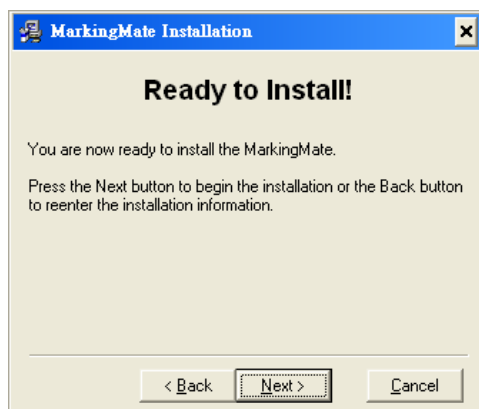 MarkingMate Installation
Ready to Install!
You are now ready to install the MarkingMate.
Press the Next button to begin the installation or the Back button
to reenter the installation information.
< Back Next > Cancel